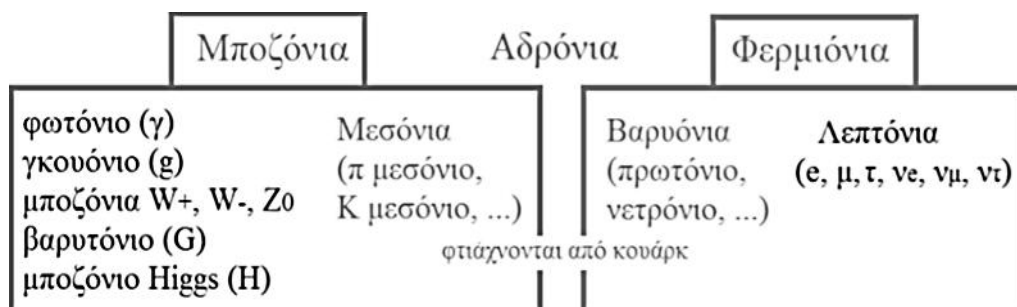 Μποζόνια
Αδρόνια
Φερμιόνια
φωτόνιο (γ)
γκουόνιο (g)
μποζόνια W+, W-, Z0
βαρυτόνιο (G)
μποζόνιο Higgs (H)
Μεσόνια
(π μεσόνιο,
Κ μεσόνιο, ...)
Βαρυόνια
(πρωτόνιο,
νετρόνιο, ...)
Λεπτόνια
(e, μ, τ, νe, νμ, ντ)
φτιάχνονται από κουάρκ